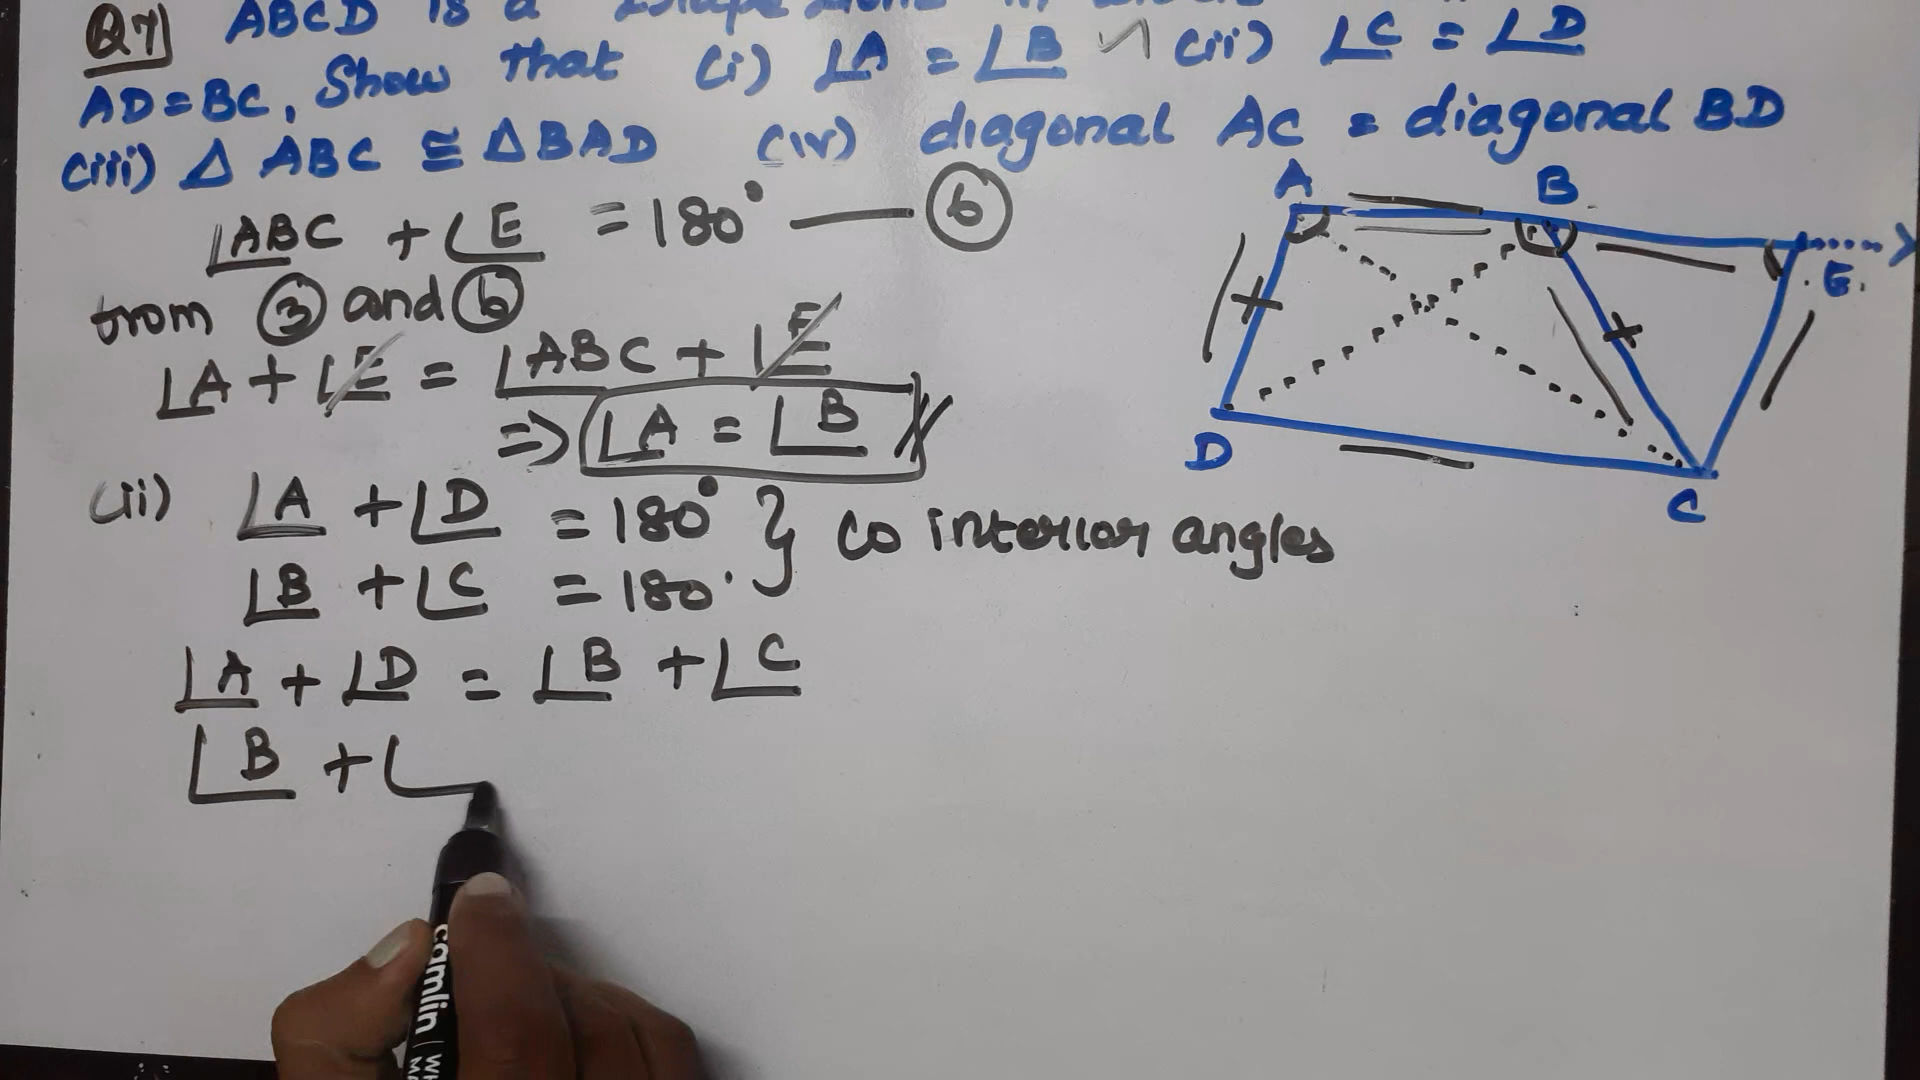 Q7) ABCD is a
AD=BC, Show that (i) ∠A = ∠B (ii) ∠C = ∠D
(iii) Δ ABC ≅ ΔBAD (iv) diagonal AC = diagonal BD
∠ABC + ∠E = 180° — 6
from 3 and 6
∠A + ∠E = ∠ABC + ∠E
⇒ ∠A = ∠B
(ii) ∠A + ∠D = 180° } co interior angles
∠B + ∠C = 180°
∠A + ∠D = ∠B + ∠C
∠B + ∠
A
B
E
D
C
camlin